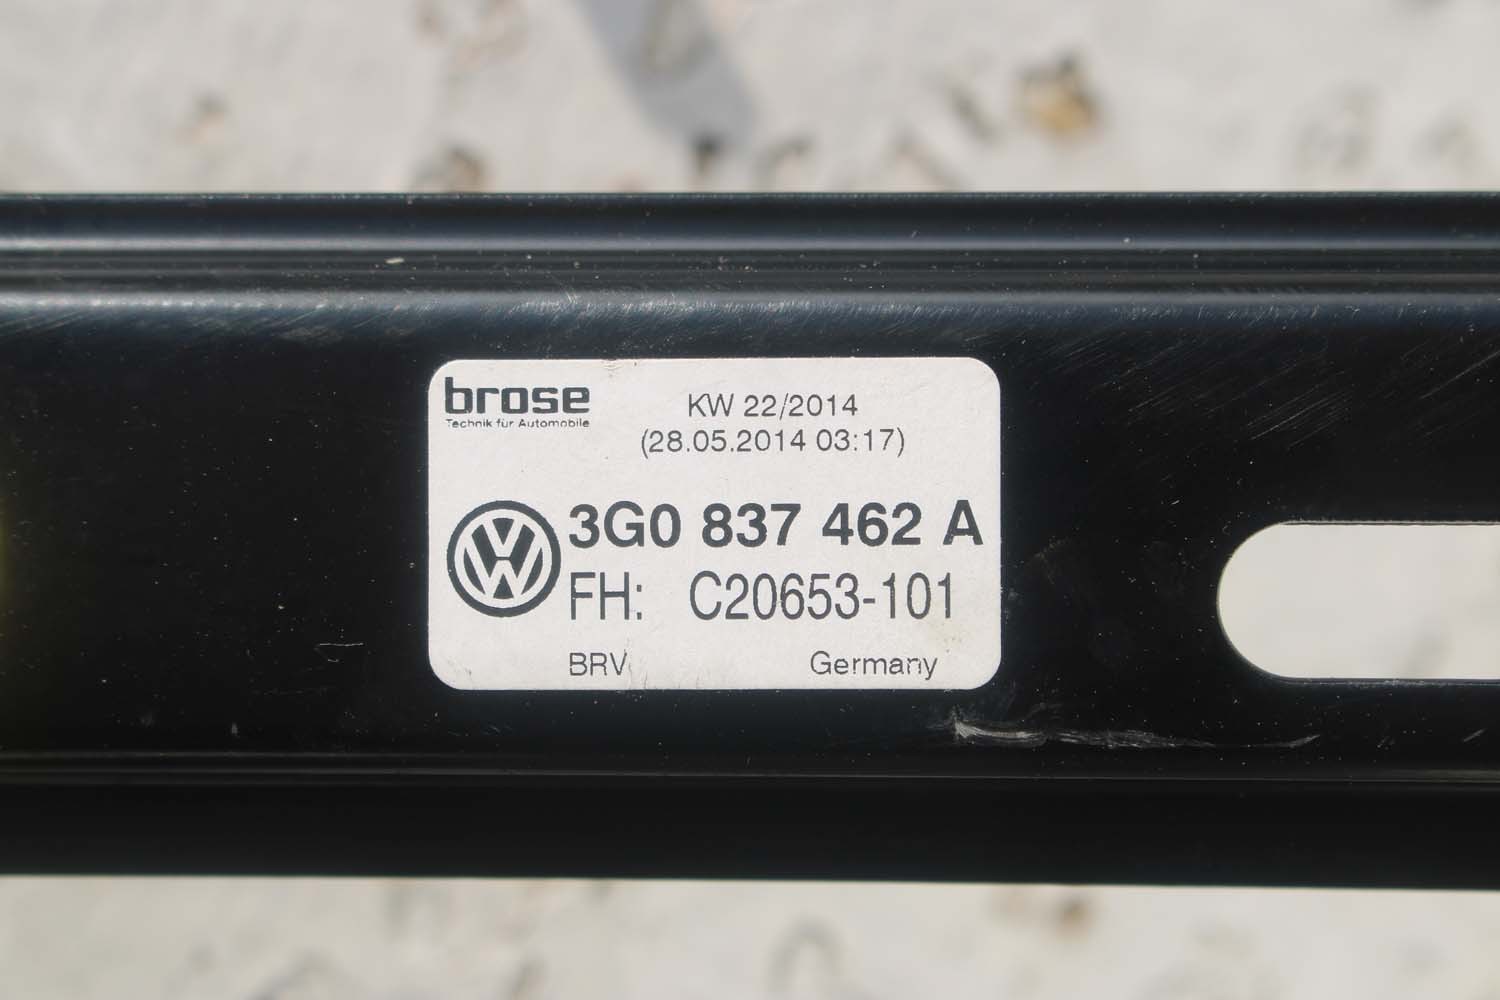 brose
Technik für Automobile
KW 22/2014
(28.05.2014 03:17)
3G0 837 462 A
FH: C20653-101
BRV Germany